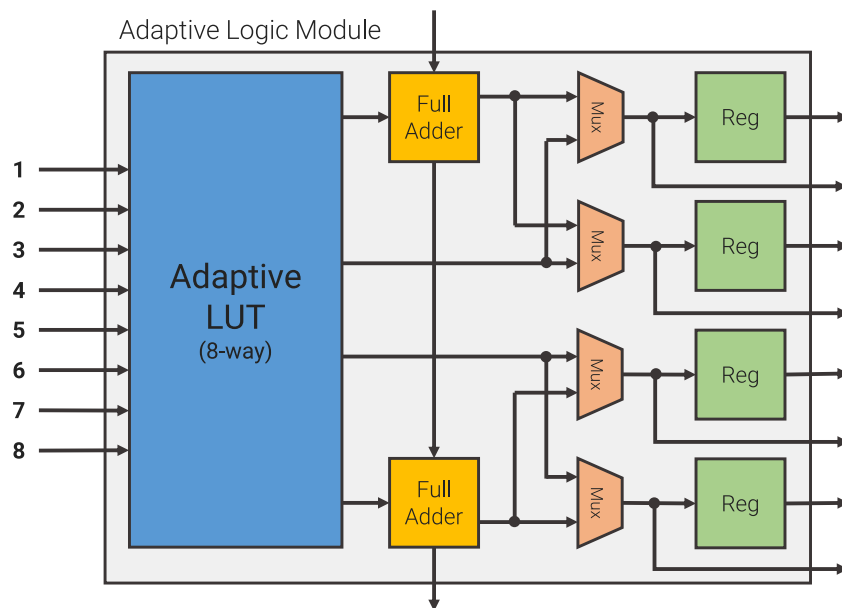 Adaptive Logic Module
1
2
3
4
5
6
7
8
Adaptive
LUT
(8-way)
Full
Adder
Full
Adder
Mux
Mux
Mux
Mux
Reg
Reg
Reg
Reg